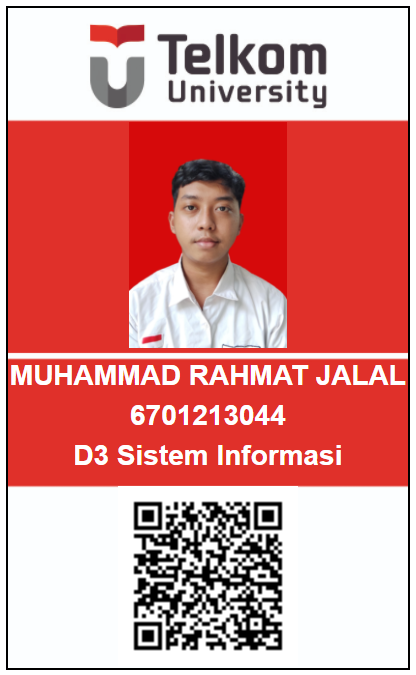 Telkom
University
MUHAMMAD RAHMAT JALAL
6701213044
D3 Sistem Informasi